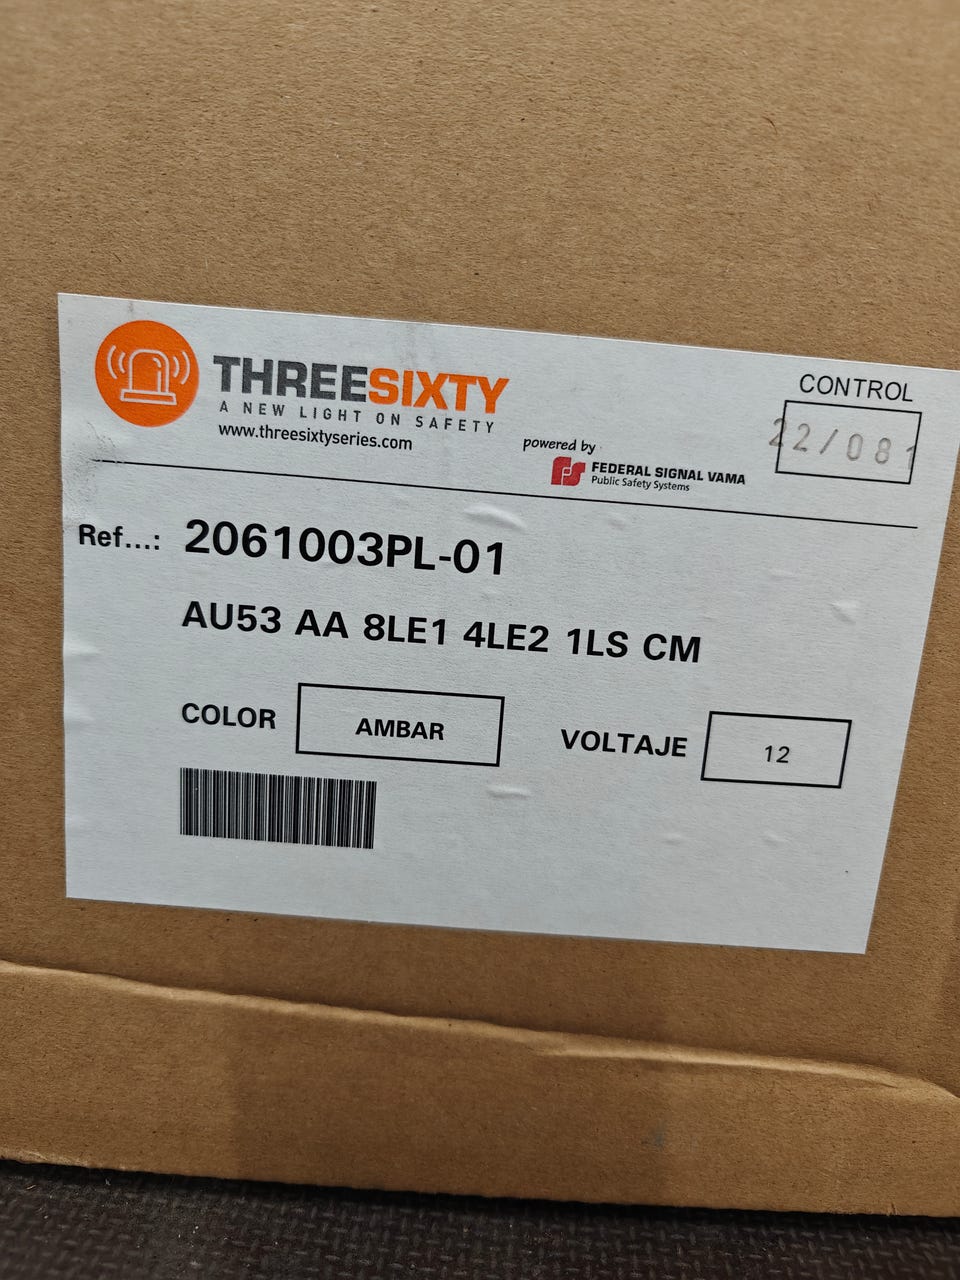 THREESIXTY
A NEW LIGHT ON SAFETY
www.threesixtyseries.com
powered by
FEDERAL SIGNAL VAMA
Public Safety Systems
CONTROL
22/081
Ref...: 2061003PL-01
AU53 AA 8LE1 4LE2 1LS CM
COLOR AMBAR
VOLTAJE 12